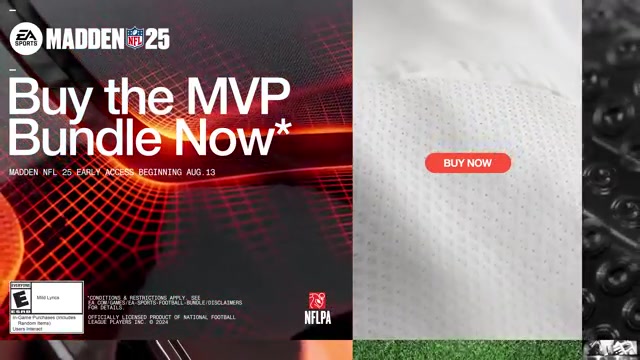 EA SPORTS
MADDEN NFL 25
Buy the MVP
Bundle Now*
MADDEN NFL 25 EARLY ACCESS BEGINNING AUG.13
BUY NOW
EVERYONE
E
ESRB
Mild Lyrics
In-Game Purchases (Includes
Random Items)
Users Interact
*CONDITIONS & RESTRICTIONS APPLY. SEE
EA.COM/GAMES/EA-SPORTS-FOOTBALL-BUNDLE/DISCLAIMERS
FOR DETAILS.
OFFICIALLY LICENSED PRODUCT OF NATIONAL FOOTBALL
LEAGUE PLAYERS INC. © 2024
NFLPA